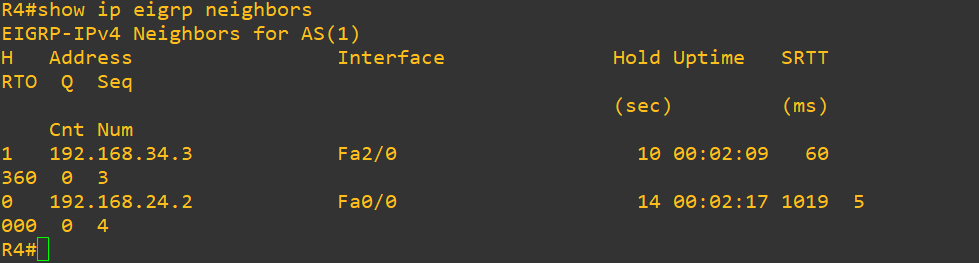 R4#show ip eigrp neighbors
EIGRP-IPv4 Neighbors for AS(1)
H   Address                 Interface              Hold Uptime   SRTT
RTO  Q  Seq
                                                   (sec)         (ms)
    Cnt Num
1   192.168.34.3            Fa2/0                    10 00:02:09   60
360  0  3
0   192.168.24.2            Fa0/0                    14 00:02:17 1019  5
000  0  4
R4#